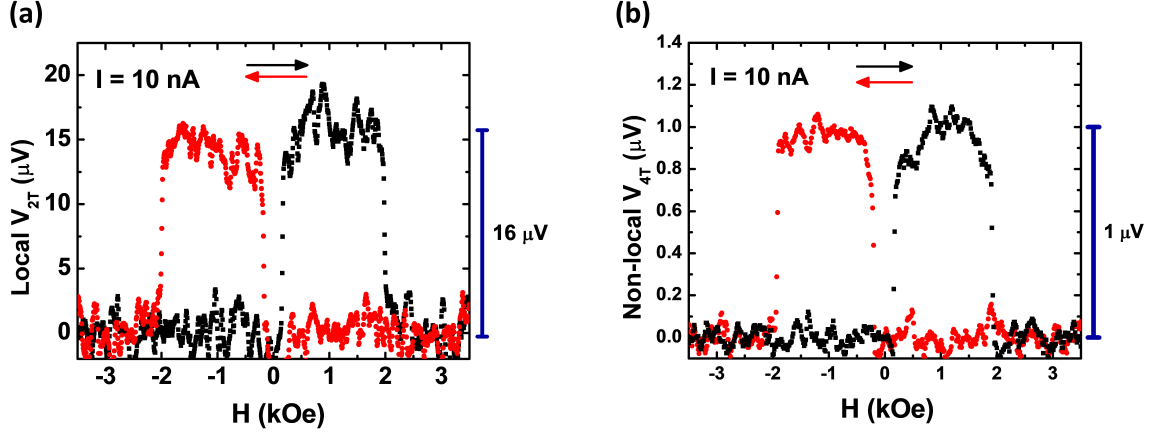 (a)
I = 10 nA
Local V2T (μV)
20
15
10
5
0
-3 -2 -1 0 1 2 3
H (kOe)
16 μV
(b)
I = 10 nA
Non-local V4T (μV)
1.4
1.2
1.0
0.8
0.6
0.4
0.2
0.0
-3 -2 -1 0 1 2 3
H (kOe)
1 μV